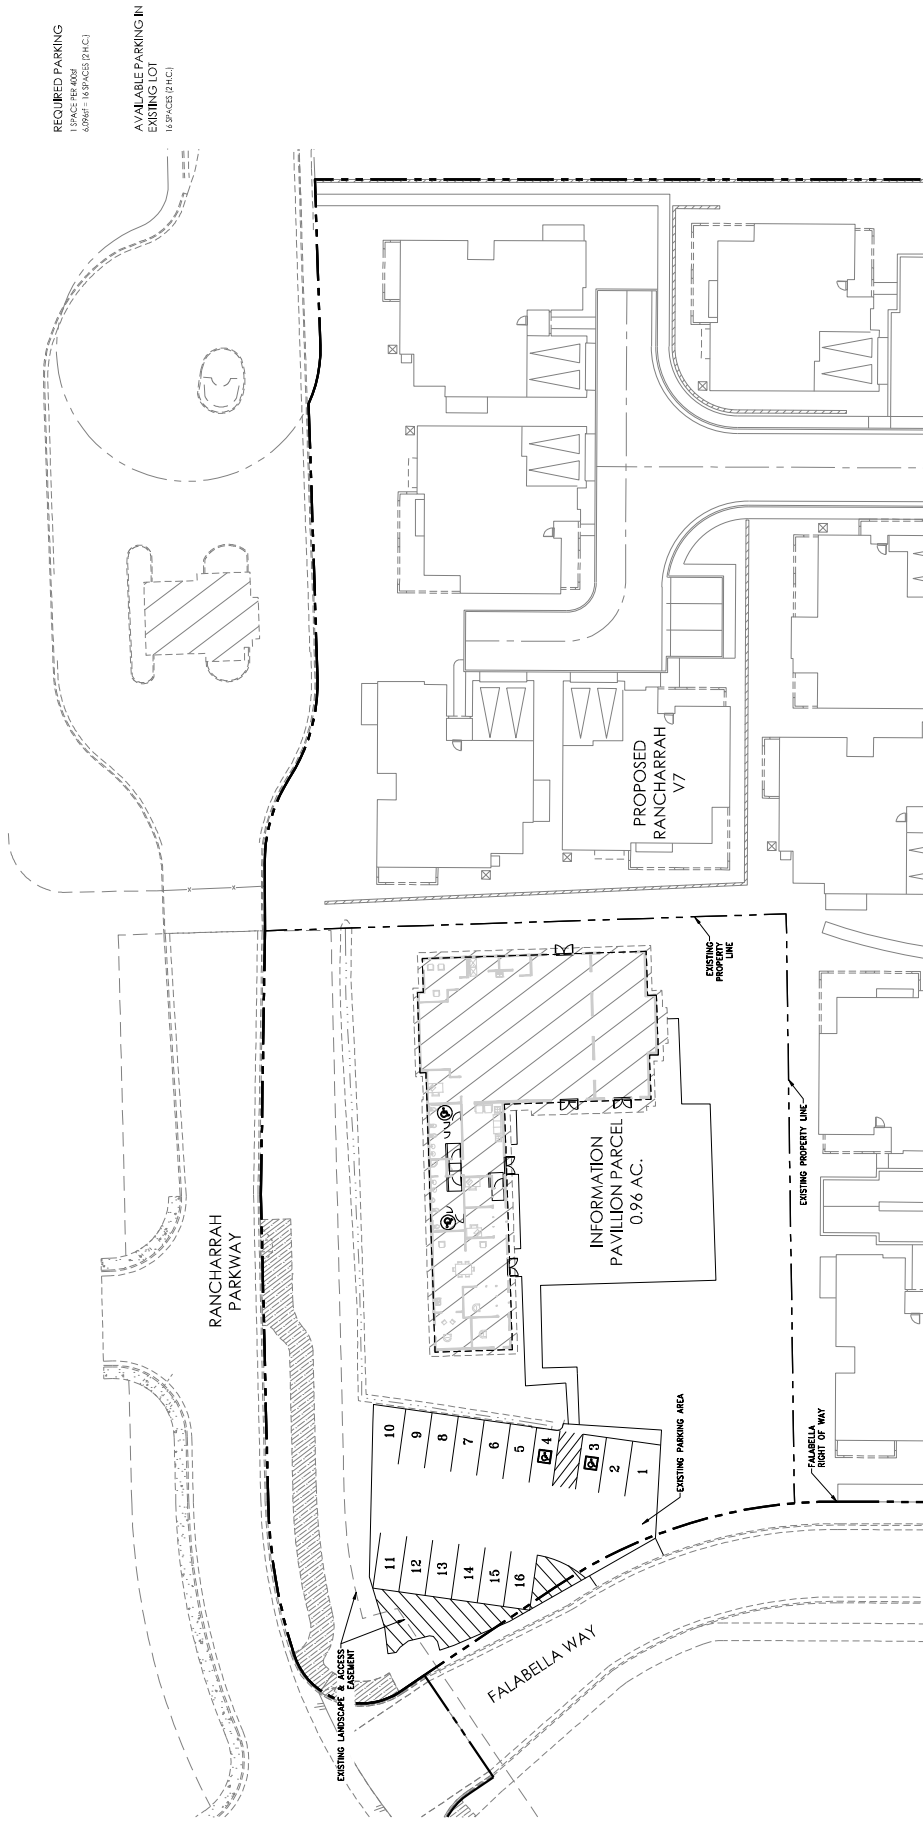 REQUIRED PARKING
1 SPACE PER 400sf
6,096sf = 16 SPACES (2 H.C.)
AVAILABLE PARKING IN
EXISTING LOT
16 SPACES (2 H.C.)
PROPOSED
RANCHARRAH
V7
EXISTING
PROPERTY
LINE
EXISTING PROPERTY LINE
INFORMATION
PAVILLION PARCEL
0.96 AC.
RANCHARRAH
PARKWAY
10
9
8
7
6
5
4
3
2
1
EXISTING PARKING AREA
FALABELLA
RIGHT OF WAY
11
12
13
14
15
16
EXISTING LANDSCAPE & ACCESS
EASEMENT
FALABELLA WAY